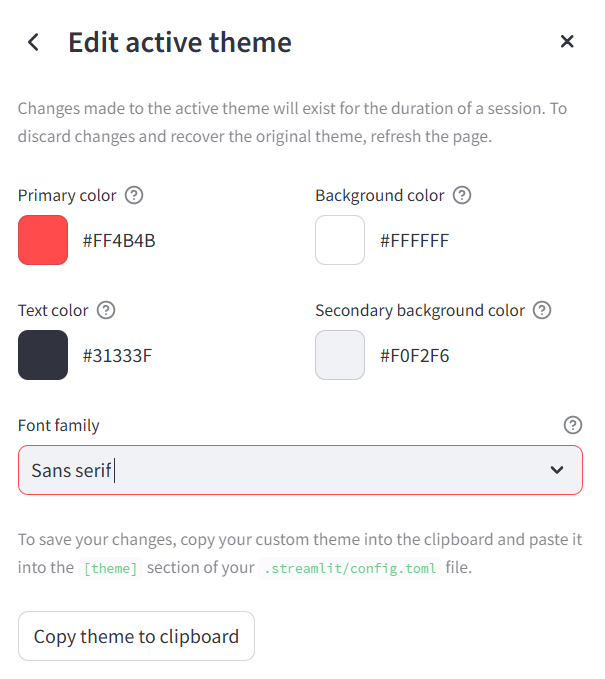 Edit active theme
Changes made to the active theme will exist for the duration of a session. To
discard changes and recover the original theme, refresh the page.
Primary color
Background color
#FF4B4B
#FFFFFF
Text color
Secondary background color
#31333F
#F0F2F6
Font family
Sans serif
To save your changes, copy your custom theme into the clipboard and paste it
into the [theme] section of your .streamlit/config.toml file.
Copy theme to clipboard